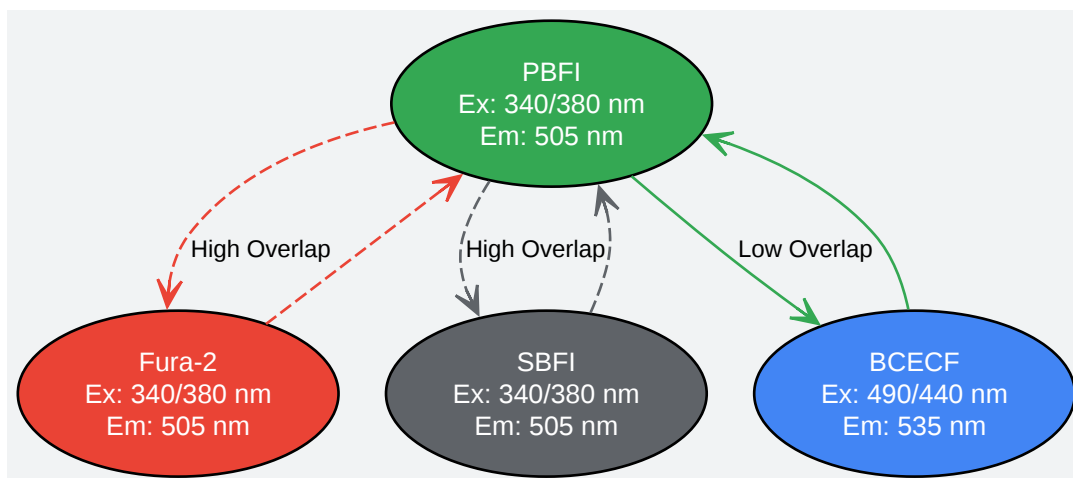 PBFI
Ex: 340/380 nm
Em: 505 nm
High Overlap
High Overlap
Low Overlap
Fura-2
Ex: 340/380 nm
Em: 505 nm
SBFI
Ex: 340/380 nm
Em: 505 nm
BCECF
Ex: 490/440 nm
Em: 535 nm